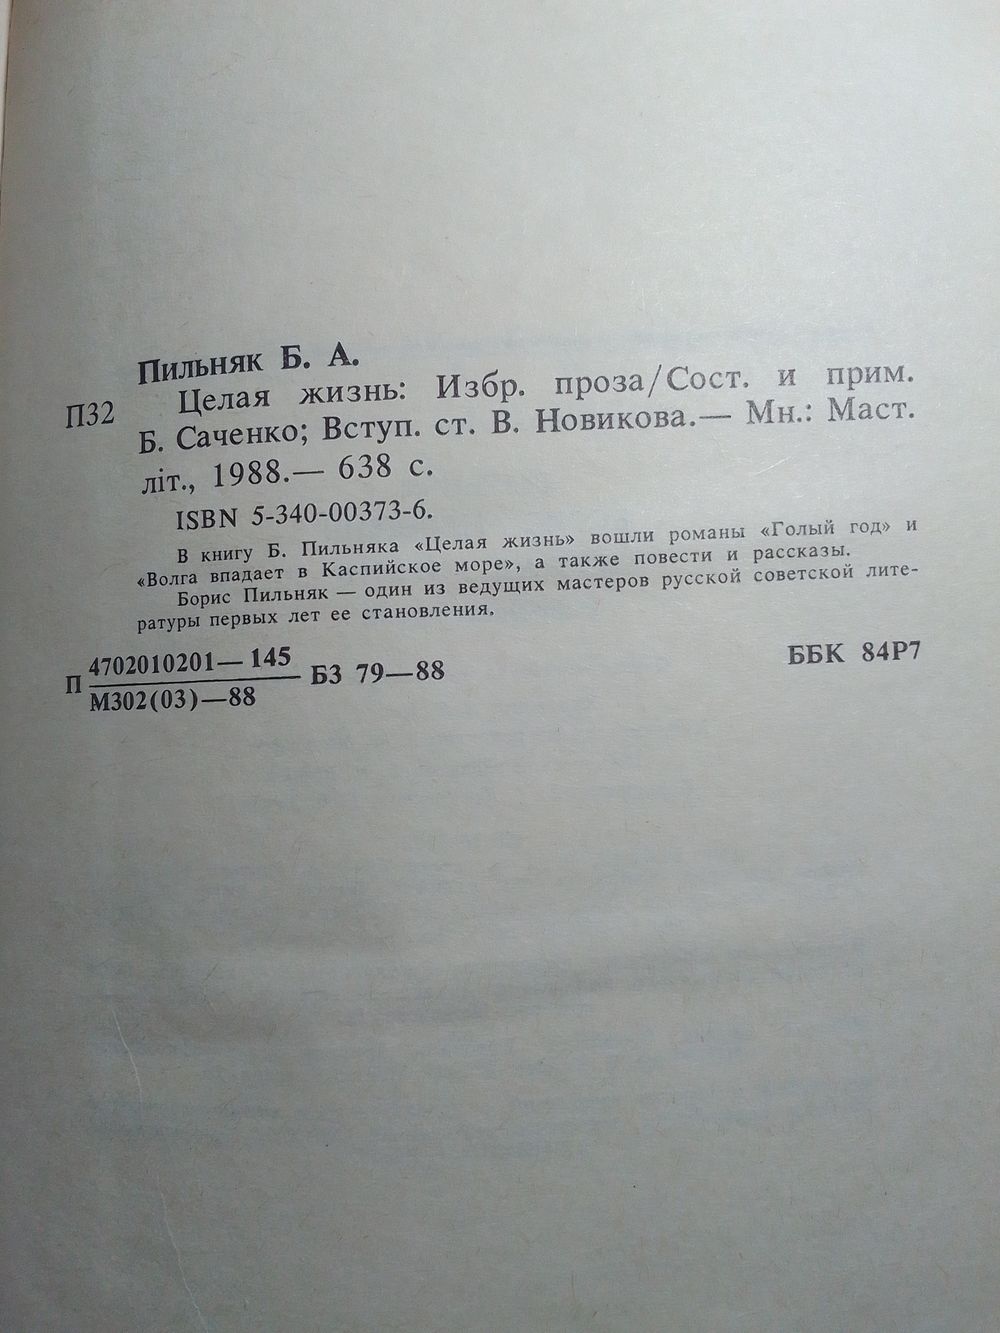 Пильняк Б. А.
П32 Целая жизнь: Избр. проза/Сост. и прим.
Б. Саченко; Вступ. ст. В. Новикова.— Мн.: Маст.
літ., 1988.— 638 с.
ISBN 5-340-00373-6.
В книгу Б. Пильняка «Целая жизнь» вошли романы «Голый год» и
«Волга впадает в Каспийское море», а также повести и рассказы.
Борис Пильняк — один из ведущих мастеров русской советской лите-
ратуры первых лет ее становления.
4702010201—145
П БЗ 79—88 ББК 84Р7
М302(03)—88